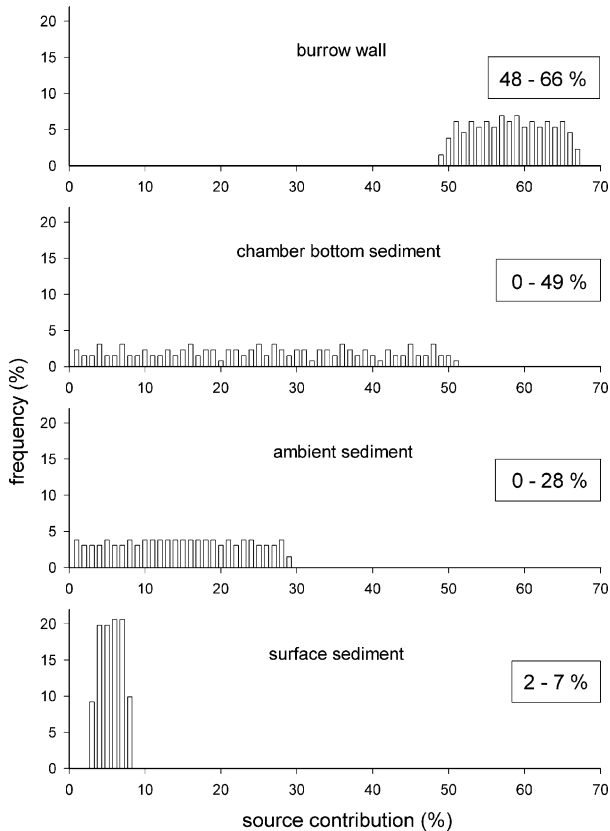 20
15
burrow wall
48 - 66 %
10
5
0
0 10 20 30 40 50 60 70
20
15
chamber bottom sediment
0 - 49 %
10
5
0
0 10 20 30 40 50 60 70
frequency (%)
20
15
ambient sediment
0 - 28 %
10
5
0
0 10 20 30 40 50 60 70
20
15
surface sediment
2 - 7 %
10
5
0
0 10 20 30 40 50 60 70
source contribution (%)